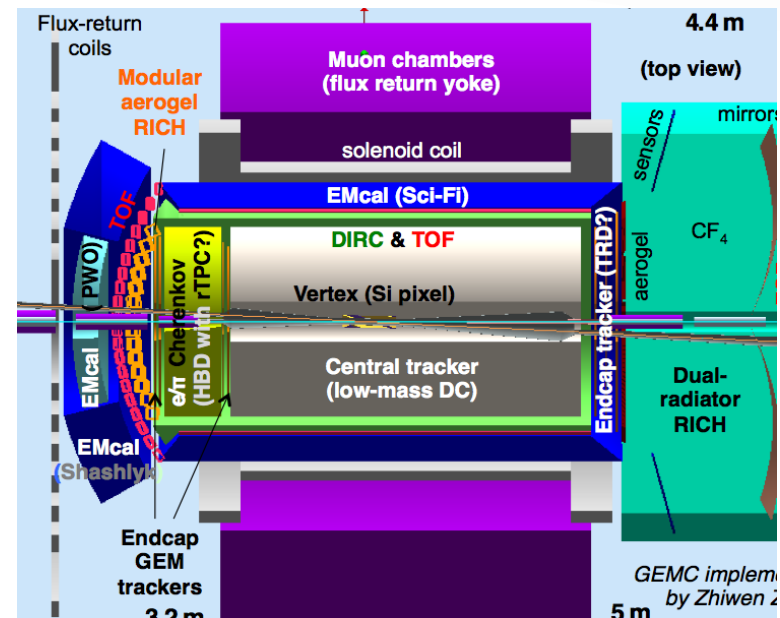 Flux-return
coils
Modular
aerogel
RICH
Muon chambers
(flux return yoke)
solenoid coil
4.4 m
(top view)
sensors
mirrors
EMcal (Sci-Fi)
TOF
DIRC & TOF
CF4
aerogel
EMcal (PWO)
e/π Cherenkov
(HBD with rTPC?)
Vertex (Si pixel)
Endcap tracker (TRD?)
Central tracker
(low-mass DC)
Dual-
radiator
RICH
EMcal
(Shashlyk)
Endcap
GEM
trackers
3.2 m
5 m
GEMC impleme
by Zhiwen Z